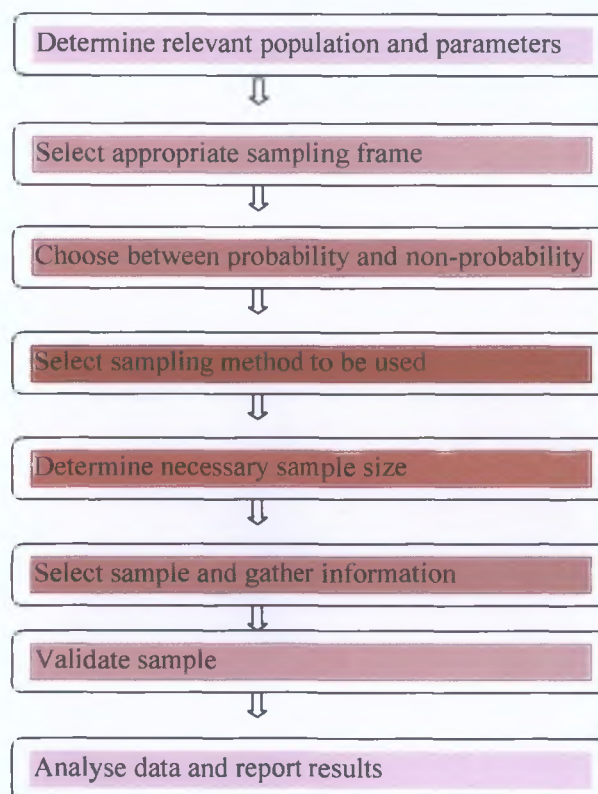 Determine relevant population and parameters
Select appropriate sampling frame
Choose between probability and non-probability
Select sampling method to be used
Determine necessary sample size
Select sample and gather information
Validate sample
Analyse data and report results